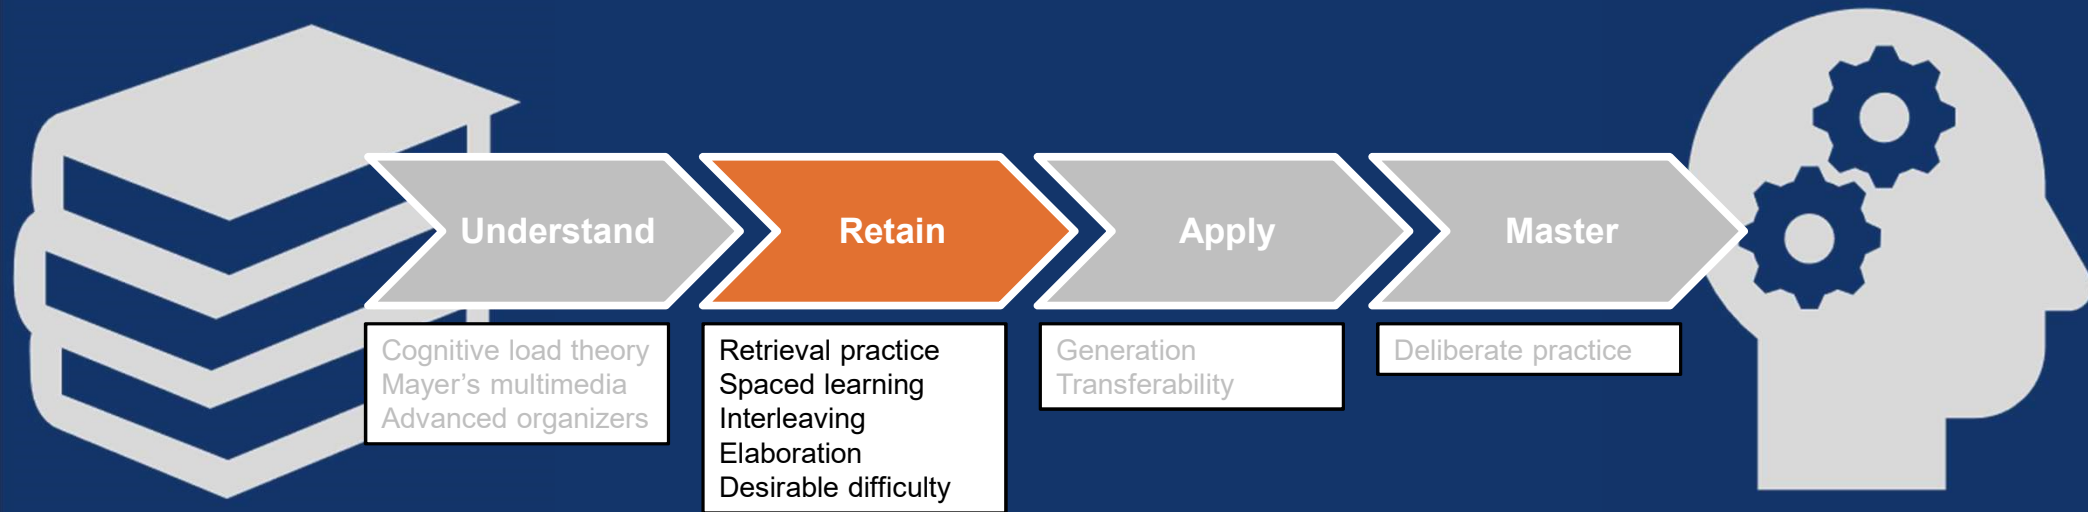 Understand
Retain
Apply
Master
Cognitive load theory
Mayer’s multimedia
Advanced organizers
Retrieval practice
Spaced learning
Interleaving
Elaboration
Desirable difficulty
Generation
Transferability
Deliberate practice